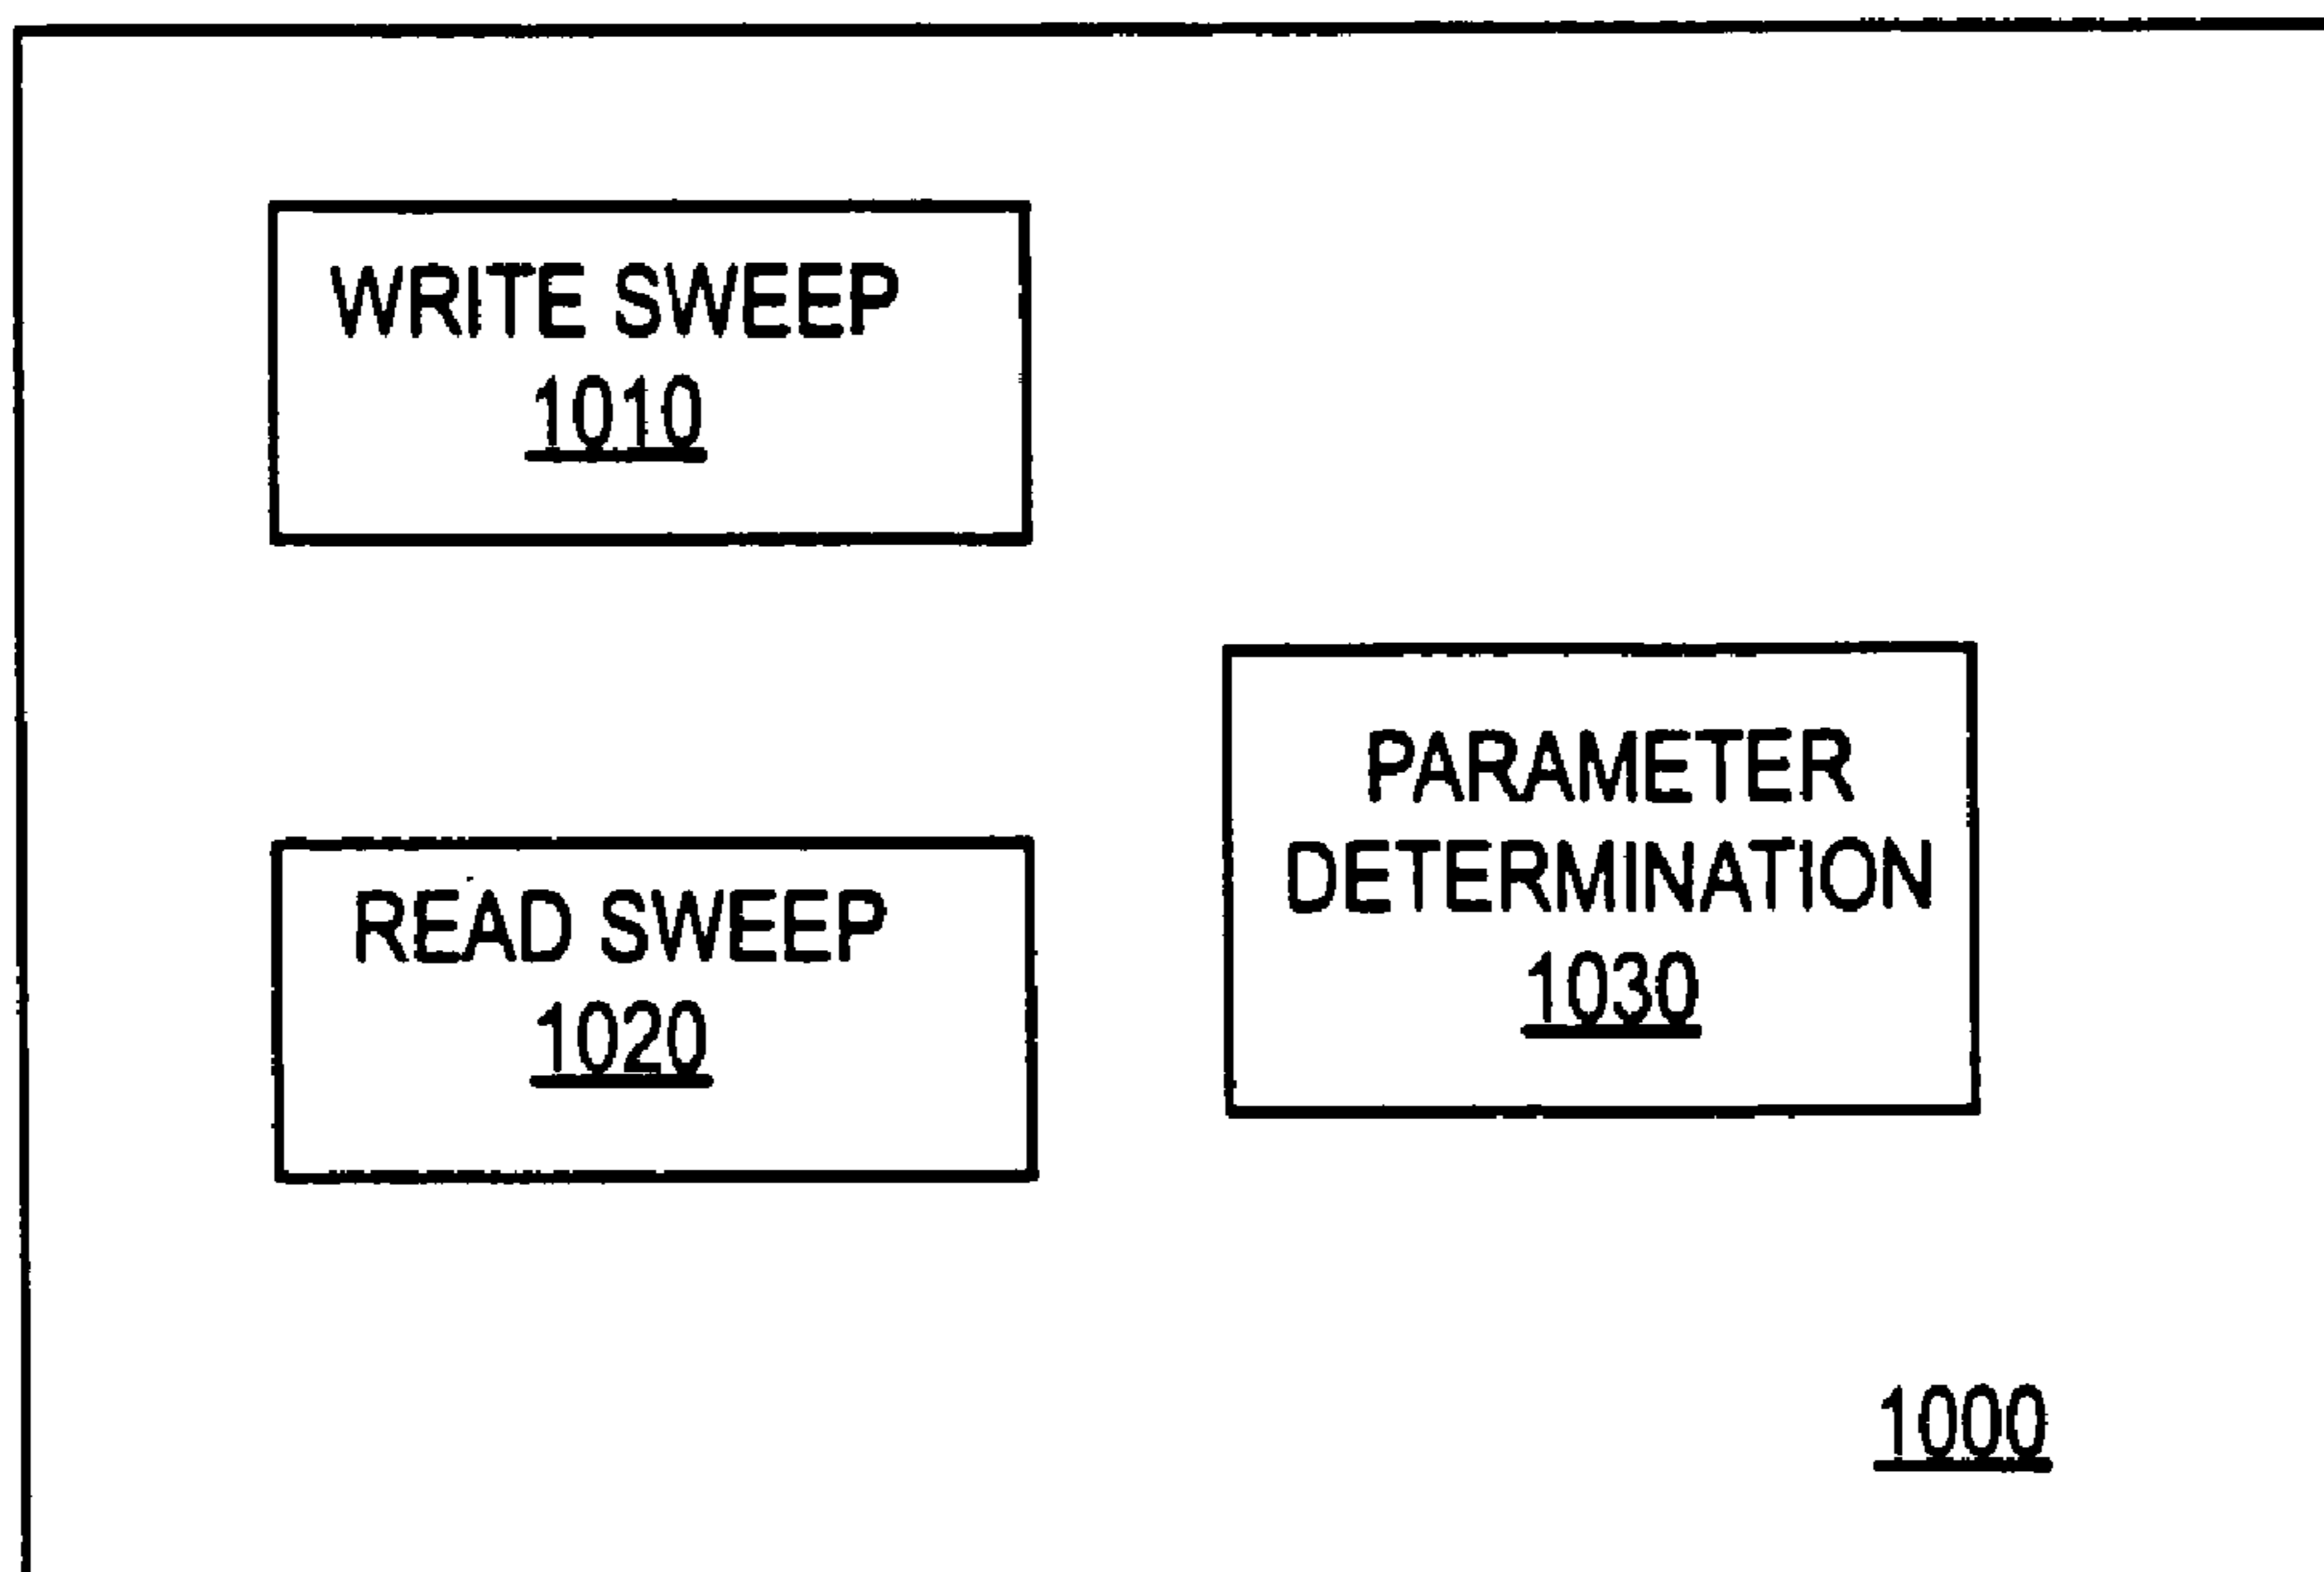 WRITE SWEEP
1010
READ SWEEP
1020
PARAMETER
DETERMINATION
1030
1000